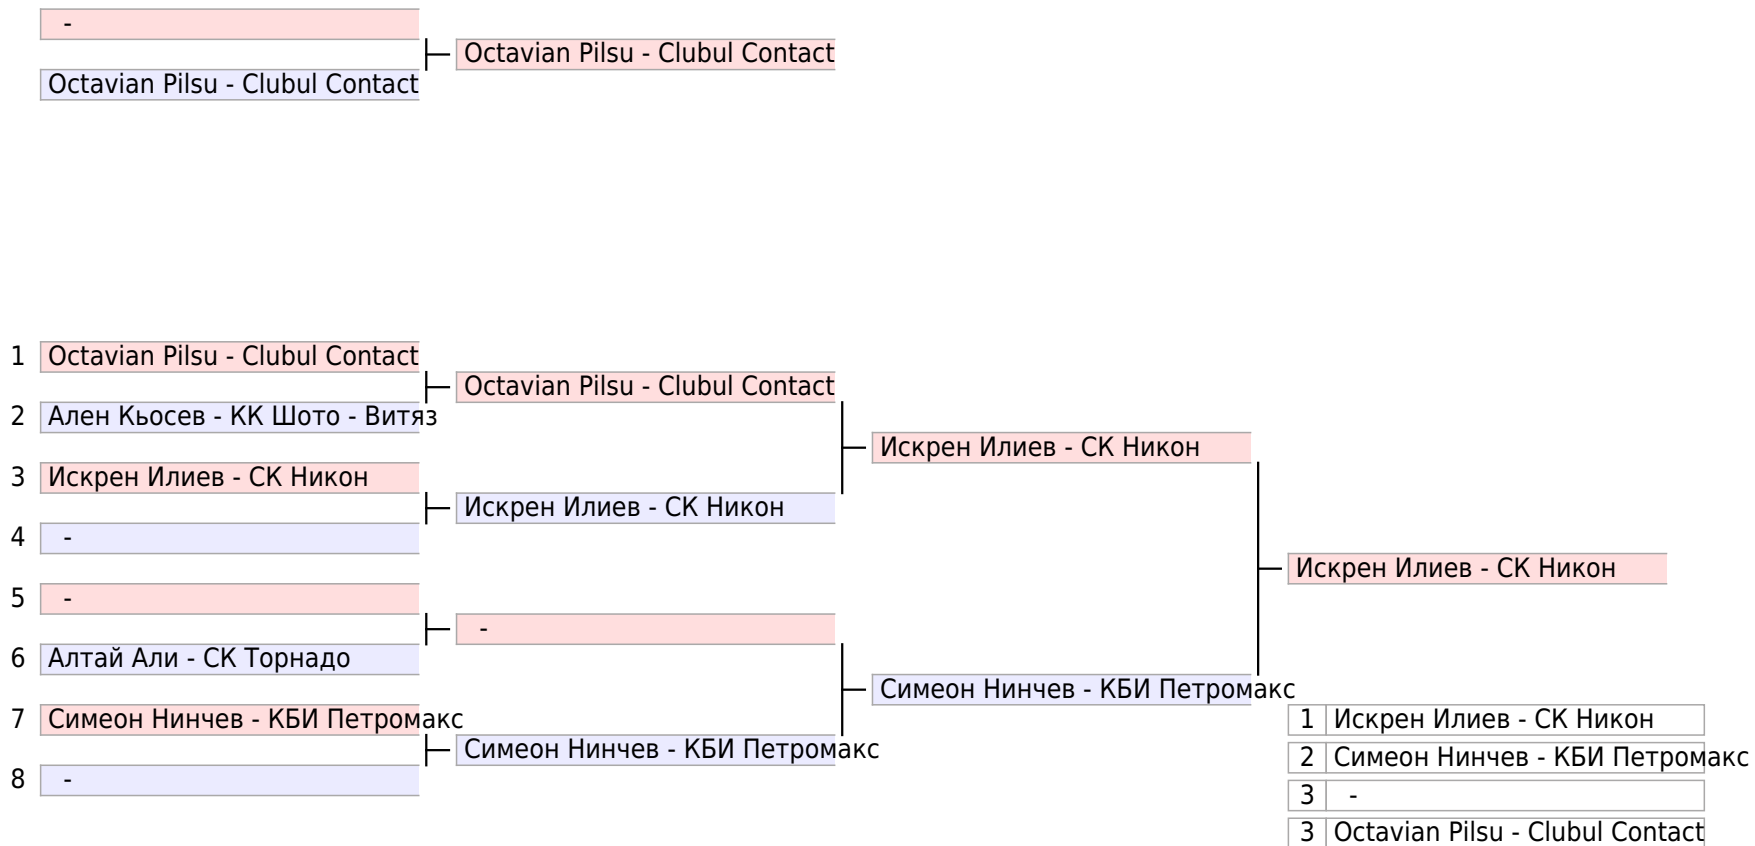 -
Octavian Pilsu - Clubul Contact
Octavian Pilsu - Clubul Contact
1 Octavian Pilsu - Clubul Contact
Octavian Pilsu - Clubul Contact
2 Ален Кьосев - КК Шото - Витяз
Искрен Илиев - СК Никон
3 Искрен Илиев - СК Никон
Искрен Илиев - СК Никон
4 -
Искрен Илиев - СК Никон
5 -
-
6 Алтай Али - СК Торнадо
Симеон Нинчев - КБИ Петромакс
7 Симеон Нинчев - КБИ Петромакс
Симеон Нинчев - КБИ Петромакс
8 -
1 Искрен Илиев - СК Никон
2 Симеон Нинчев - КБИ Петромакс
3 -
3 Octavian Pilsu - Clubul Contact